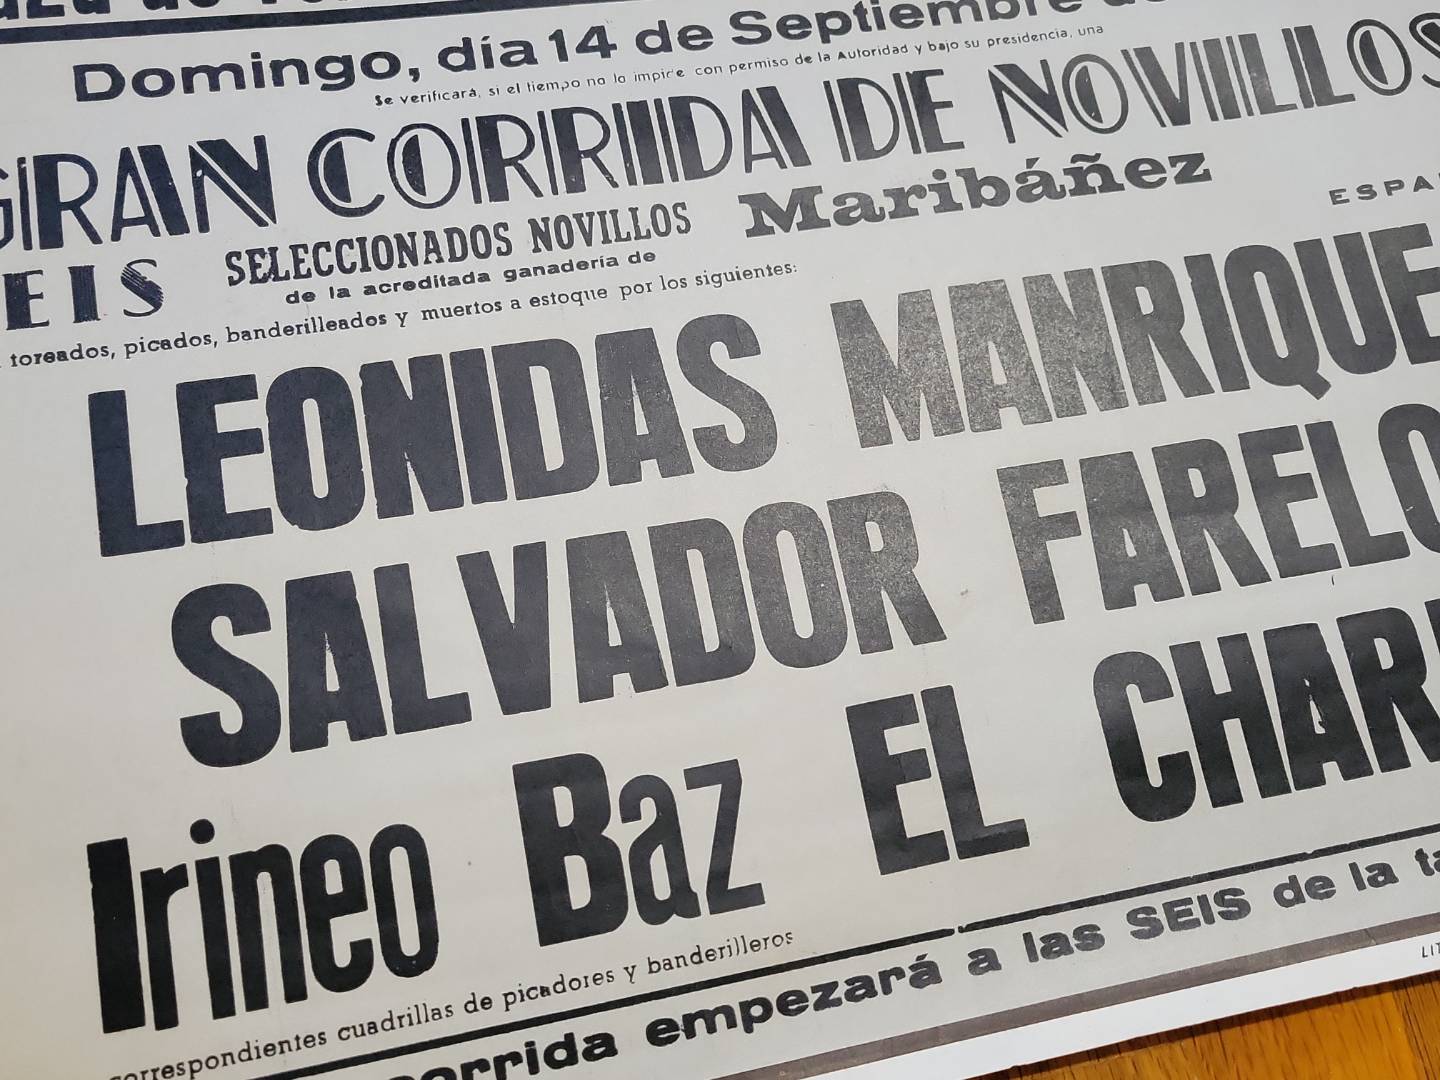 Domingo, día 14 de Septiembre
Se verificará, si el tiempo no lo impide con permiso de la Autoridad y bajo su presidencia, una
GRAN CORRIDA DE NOVILLOS
SEIS SELECCIONADOS NOVILLOS
de la acreditada ganadería de
Maribáñez
toreados, picados, banderilleados y muertos a estoque por los siguientes:
LEONIDAS MANRIQUE
SALVADOR FARELO
Irineo Baz EL CHAR
correspondientes cuadrillas de picadores y banderilleros
corrida empezará a las SEIS de la